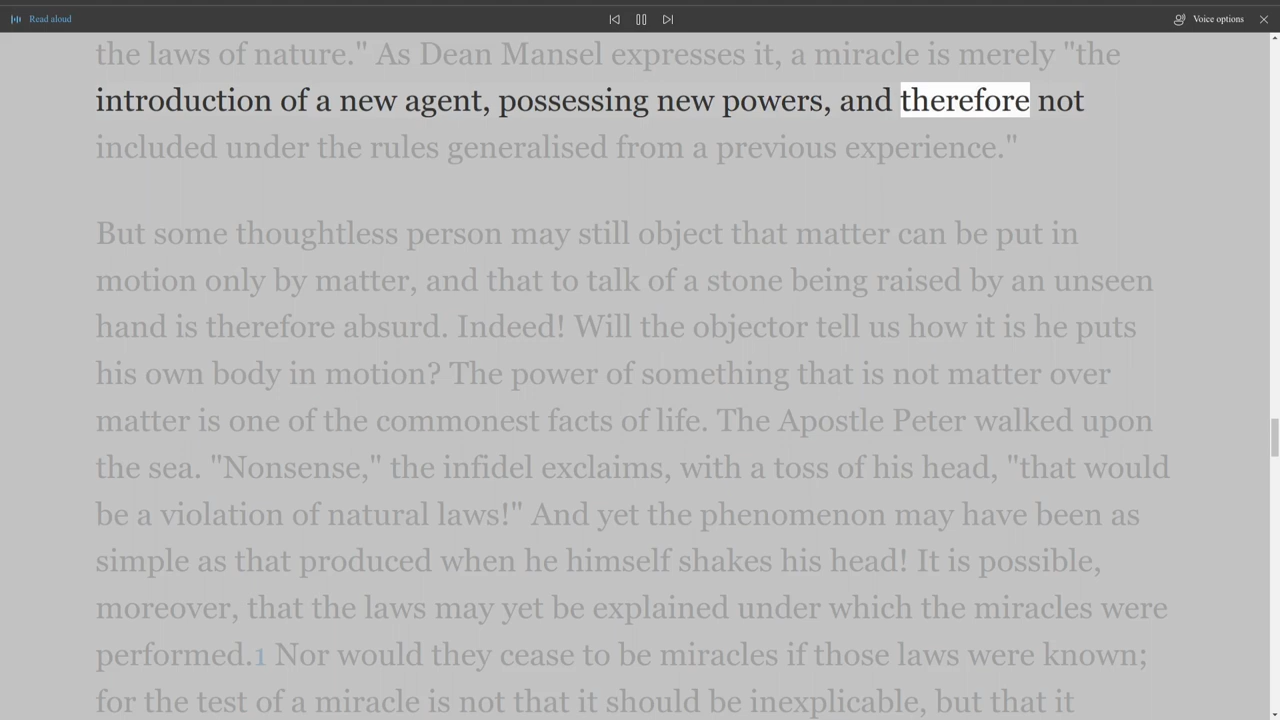 Read aloud
Voice options
the laws of nature." As Dean Mansel expresses it, a miracle is merely "the
introduction of a new agent, possessing new powers, and therefore not
included under the rules generalised from a previous experience."
But some thoughtless person may still object that matter can be put in
motion only by matter, and that to talk of a stone being raised by an unseen
hand is therefore absurd. Indeed! Will the objector tell us how it is he puts
his own body in motion? The power of something that is not matter over
matter is one of the commonest facts of life. The Apostle Peter walked upon
the sea. "Nonsense," the infidel exclaims, with a toss of his head, "that would
be a violation of natural laws!" And yet the phenomenon may have been as
simple as that produced when he himself shakes his head! It is possible,
moreover, that the laws may yet be explained under which the miracles were
performed.1 Nor would they cease to be miracles if those laws were known;
for the test of a miracle is not that it should be inexplicable, but that it